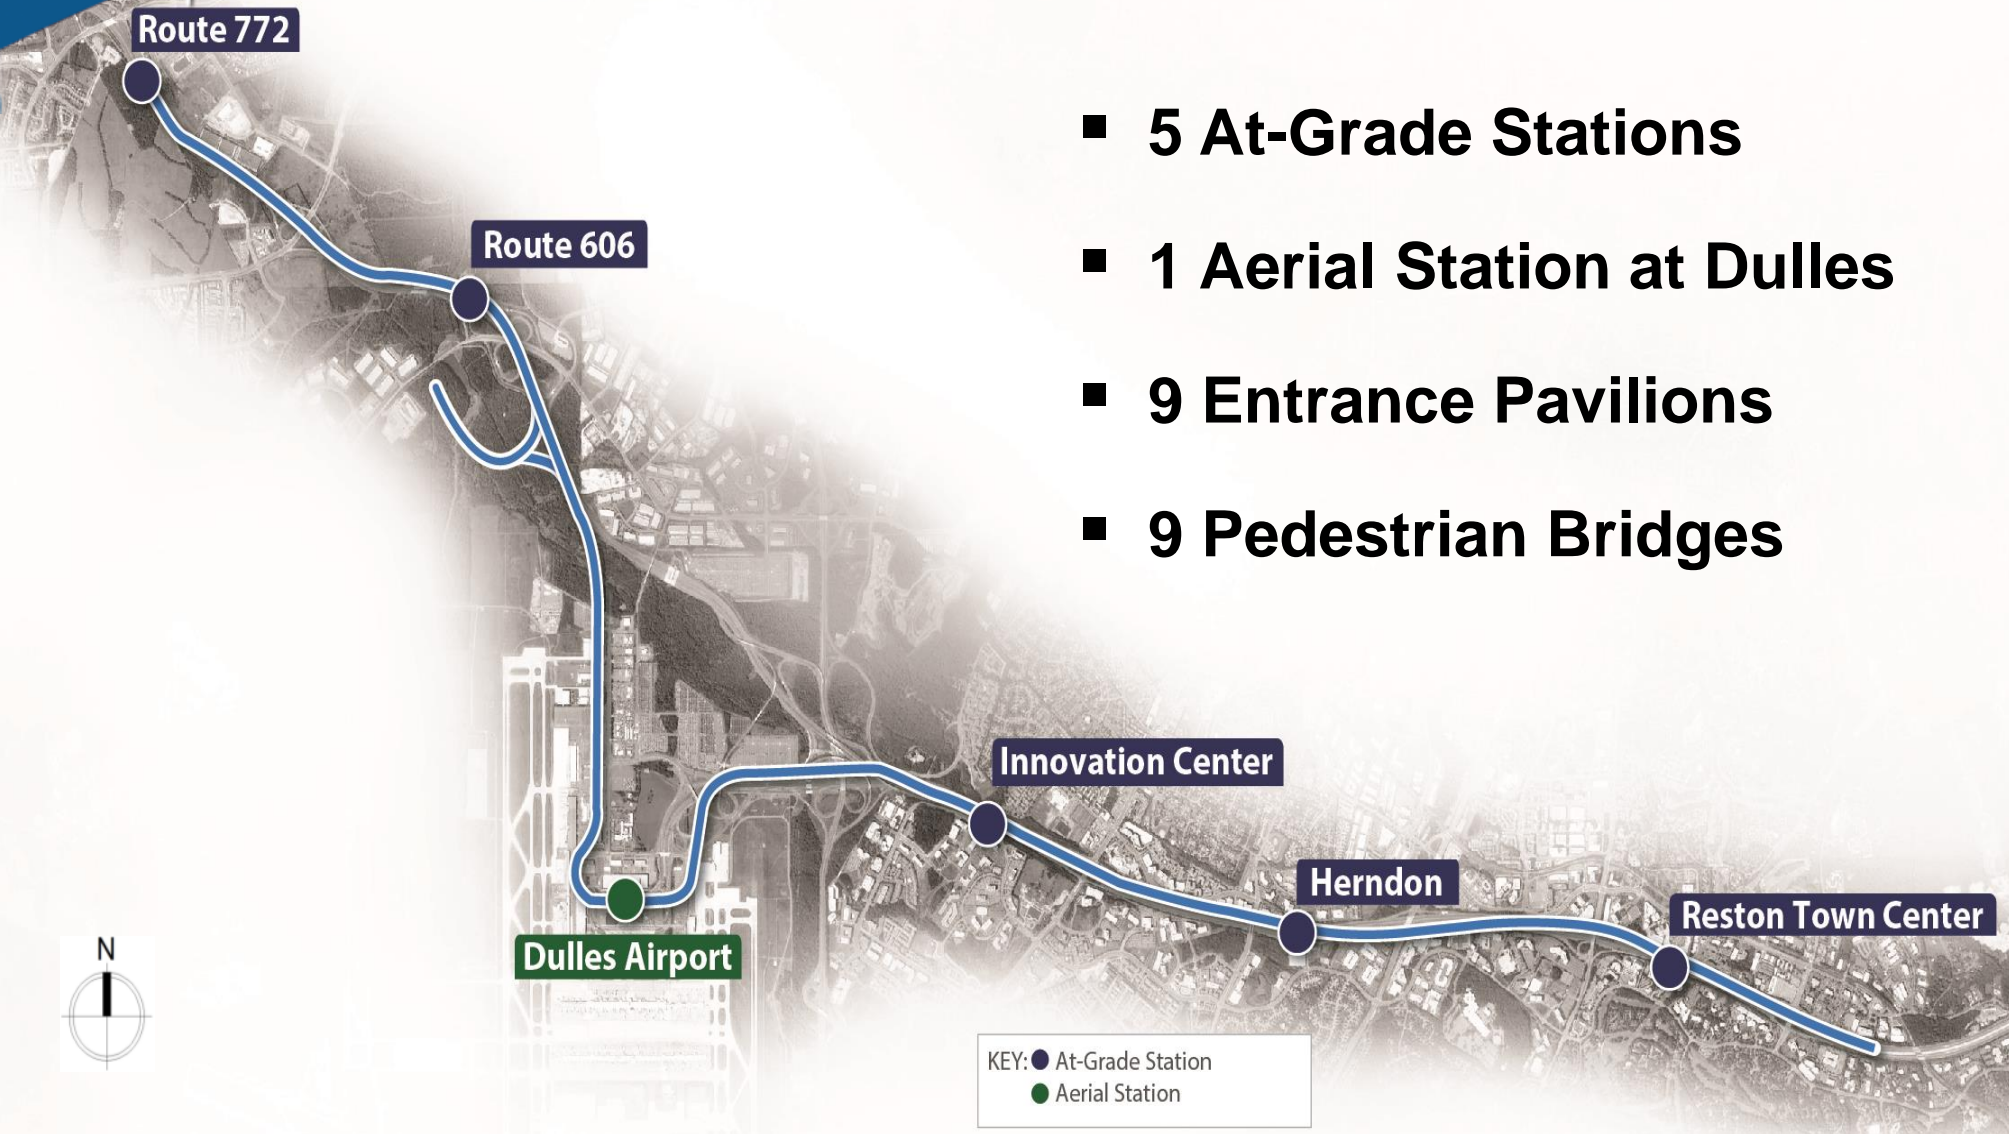 Route 772
▪ 5 At-Grade Stations
Route 606
▪ 1 Aerial Station at Dulles
▪ 9 Entrance Pavilions
▪ 9 Pedestrian Bridges
Innovation Center
Herndon
Reston Town Center
Dulles Airport
N
KEY: At-Grade Station
Aerial Station